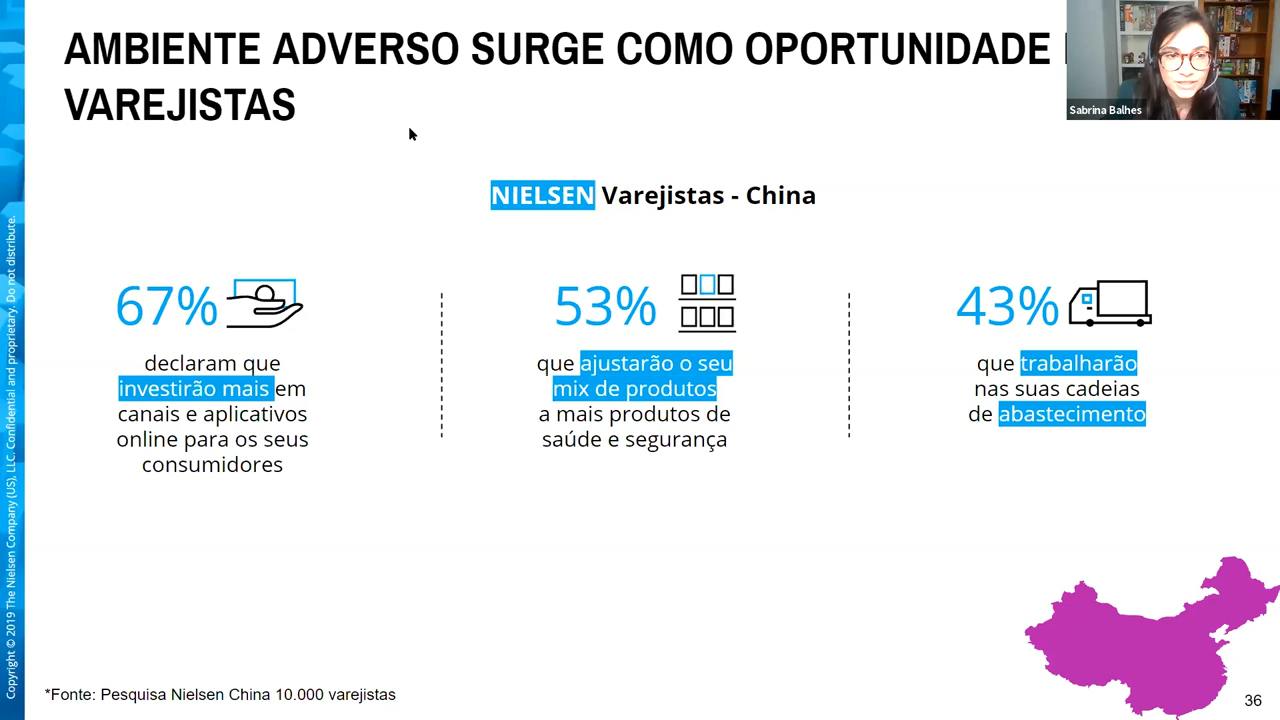 AMBIENTE ADVERSO SURGE COMO OPORTUNIDADE
VAREJISTAS
Sabrina Balhes
NIELSEN Varejistas - China
67%
declaram que
investirão mais em
canais e aplicativos
online para os seus
consumidores
53%
que ajustarão o seu
mix de produtos
a mais produtos de
saúde e segurança
43%
que trabalharão
nas suas cadeias
de abastecimento
*Fonte: Pesquisa Nielsen China 10.000 varejistas
36
Copyright © 2019 The Nielsen Company (US), LLC. Confidential and proprietary. Do not distribute.